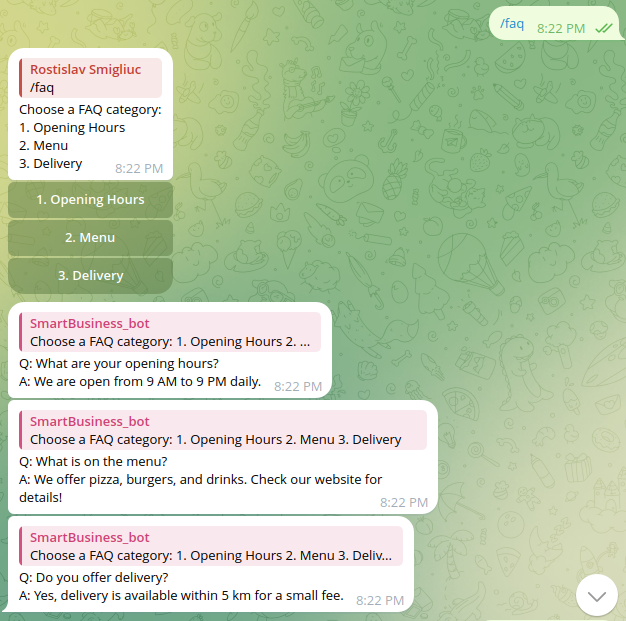 /faq 8:22 PM
Rostislav Smigliuc
/faq
Choose a FAQ category:
1. Opening Hours
2. Menu
3. Delivery 8:22 PM
1. Opening Hours
2. Menu
3. Delivery
SmartBusiness_bot
Choose a FAQ category: 1. Opening Hours 2. ...
Q: What are your opening hours?
A: We are open from 9 AM to 9 PM daily. 8:22 PM
SmartBusiness_bot
Choose a FAQ category: 1. Opening Hours 2. Menu 3. Delivery
Q: What is on the menu?
A: We offer pizza, burgers, and drinks. Check our website for
details! 8:22 PM
SmartBusiness_bot
Choose a FAQ category: 1. Opening Hours 2. Menu 3. Deliv...
Q: Do you offer delivery?
A: Yes, delivery is available within 5 km for a small fee. 8:22 PM